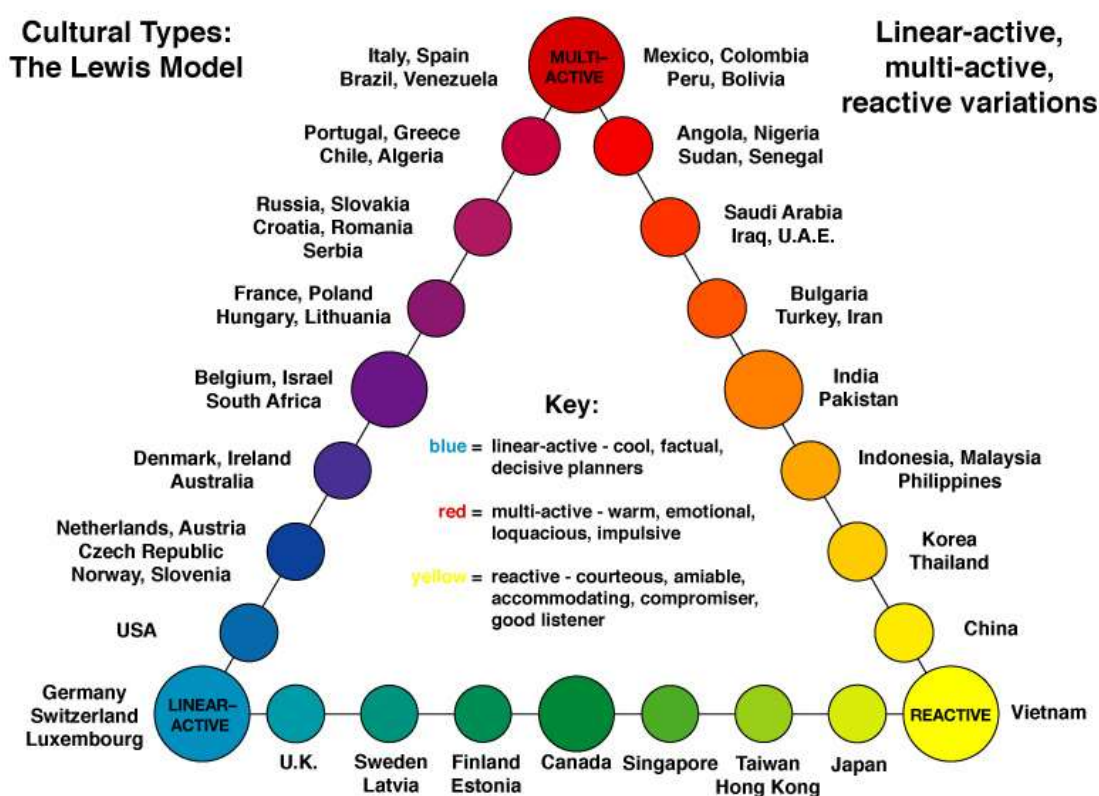 Cultural Types:
The Lewis Model
Linear-active,
multi-active,
reactive variations
MULTI-
ACTIVE
Italy, Spain
Brazil, Venezuela
Mexico, Colombia
Peru, Bolivia
Portugal, Greece
Chile, Algeria
Angola, Nigeria
Sudan, Senegal
Russia, Slovakia
Croatia, Romania
Serbia
Saudi Arabia
Iraq, U.A.E.
France, Poland
Hungary, Lithuania
Bulgaria
Turkey, Iran
Belgium, Israel
South Africa
India
Pakistan
Key:
blue = linear-active - cool, factual,
decisive planners
red = multi-active - warm, emotional,
loquacious, impulsive
yellow = reactive - courteous, amiable,
accommodating, compromiser,
good listener
Denmark, Ireland
Australia
Indonesia, Malaysia
Philippines
Netherlands, Austria
Czech Republic
Norway, Slovenia
Korea
Thailand
USA
China
Germany
Switzerland
Luxembourg
LINEAR-
ACTIVE
REACTIVE
Vietnam
U.K.
Sweden
Latvia
Finland
Estonia
Canada
Singapore
Taiwan
Hong Kong
Japan